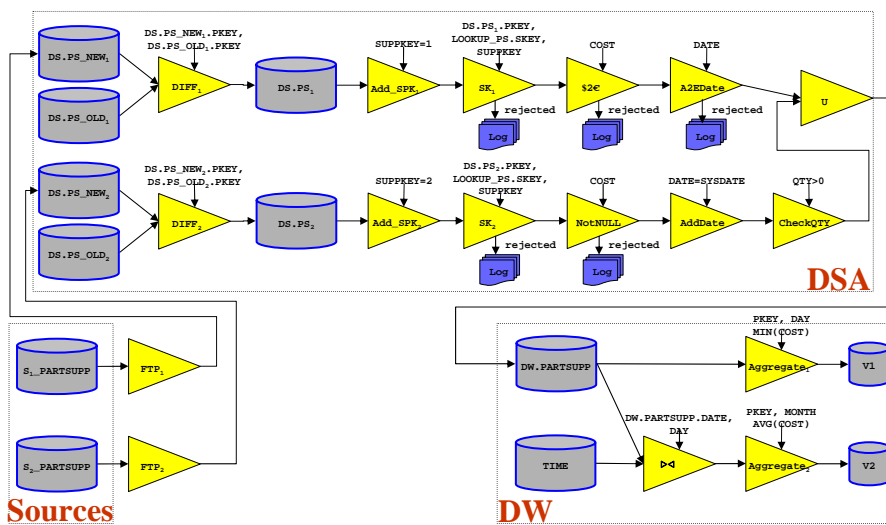 DS.PS_NEW₁.PKEY,
DS.PS_OLD₁.PKEY
SUPPKEY=1
DS.PS₁.PKEY,
LOOKUP_PS.SKEY,
SUPPKEY
COST
DATE
DS.PS_NEW₁
DS.PS_OLD₁
DIFF₁
DS.PS₁
Add_SPK₁
SK₁
$2€
A2EDate
U
rejected
rejected
rejected
Log
Log
Log
DS.PS_NEW₂.PKEY,
DS.PS_OLD₂.PKEY
SUPPKEY=2
DS.PS₂.PKEY,
LOOKUP_PS.SKEY,
SUPPKEY
COST
DATE=SYSDATE
QTY>0
DS.PS_NEW₂
DS.PS_OLD₂
DIFF₂
DS.PS₂
Add_SPK₂
SK₂
NotNULL
AddDate
CheckQTY
rejected
rejected
Log
Log
DSA
S₁_PARTSUPP
FTP₁
S₂_PARTSUPP
FTP₂
Sources
PKEY, DAY
MIN(COST)
DW.PARTSUPP
Aggregate₁
V1
DW.PARTSUPP.DATE,
DAY
PKEY, MONTH
AVG(COST)
TIME
⋈
Aggregate₂
V2
DW